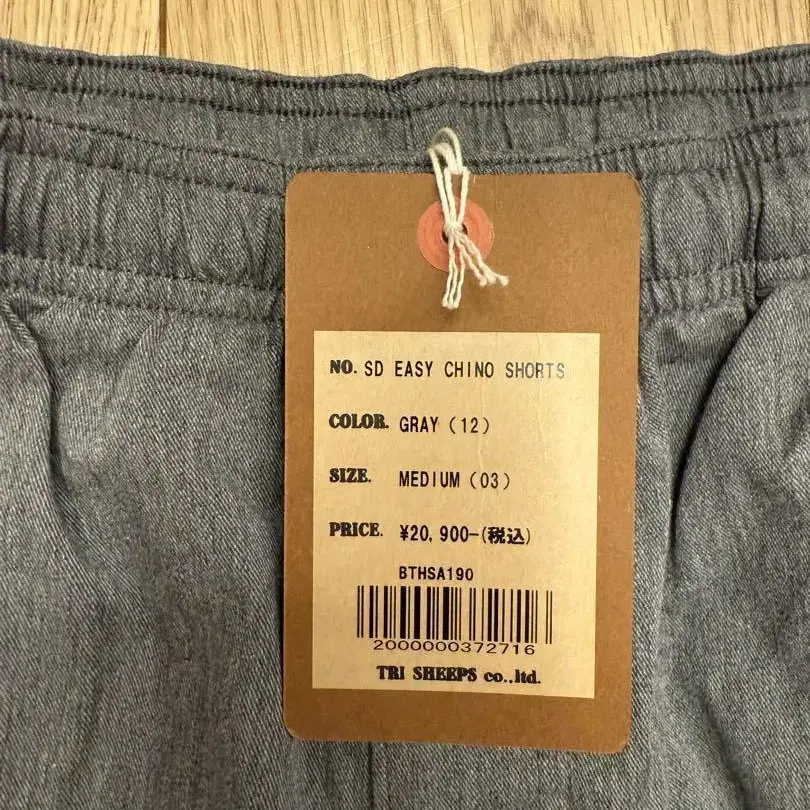 NO. SD EASY CHINO SHORTS
COLOR. GRAY (12)
SIZE. MEDIUM (03)
PRICE. ¥20,900-(税込)
BTHSA190
2000000372716
TRI SHEEPS co.,ltd.